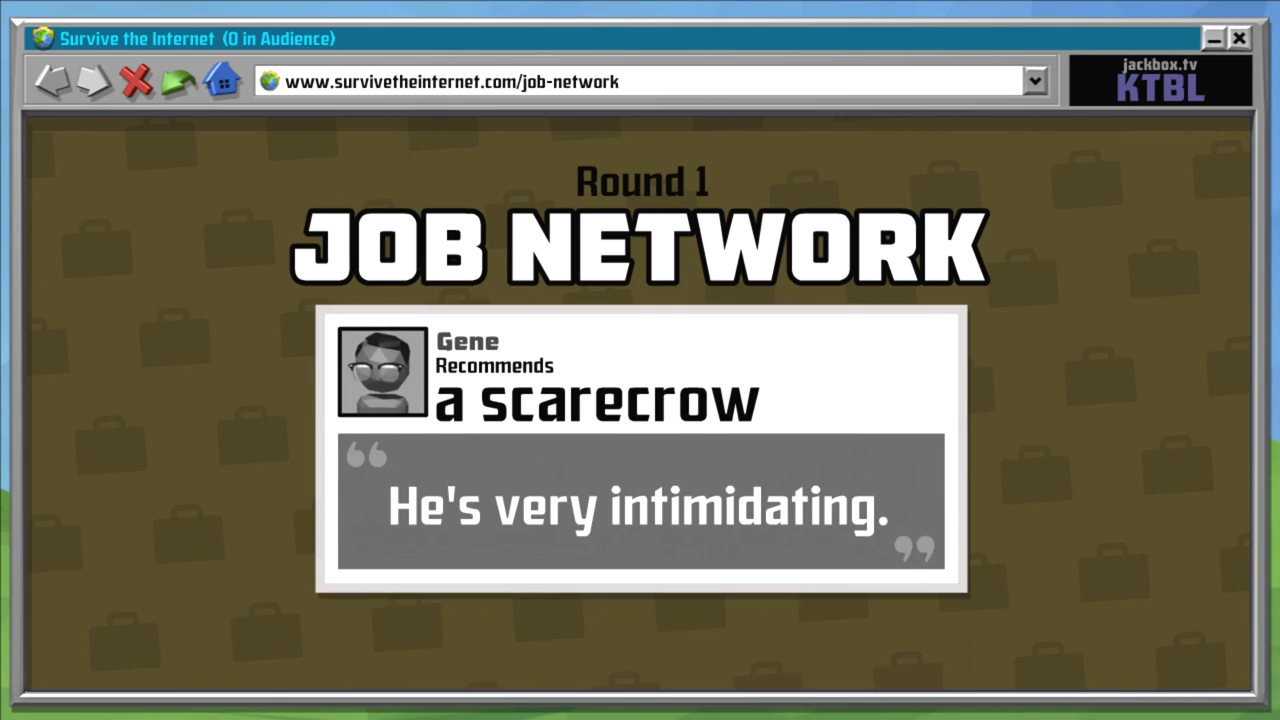 Survive the Internet (0 in Audience)
www.survivetheinternet.com/job-network
jackbox.tv
KTBL
Round 1
JOB NETWORK
Gene
Recommends
a scarecrow
“
He's very intimidating.
”